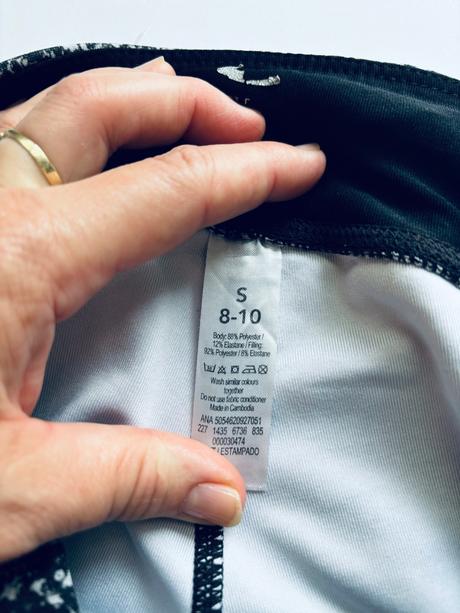 S
8-10
Body: 88% Polyester /
12% Elastane / Filling:
92% Polyester / 8% Elastane
Wash similar colours
together
Do not use fabric conditioner
Made in Cambodia
ANA 5054620927051
227 1435 6736 835
000030474
/ESTAMPADO